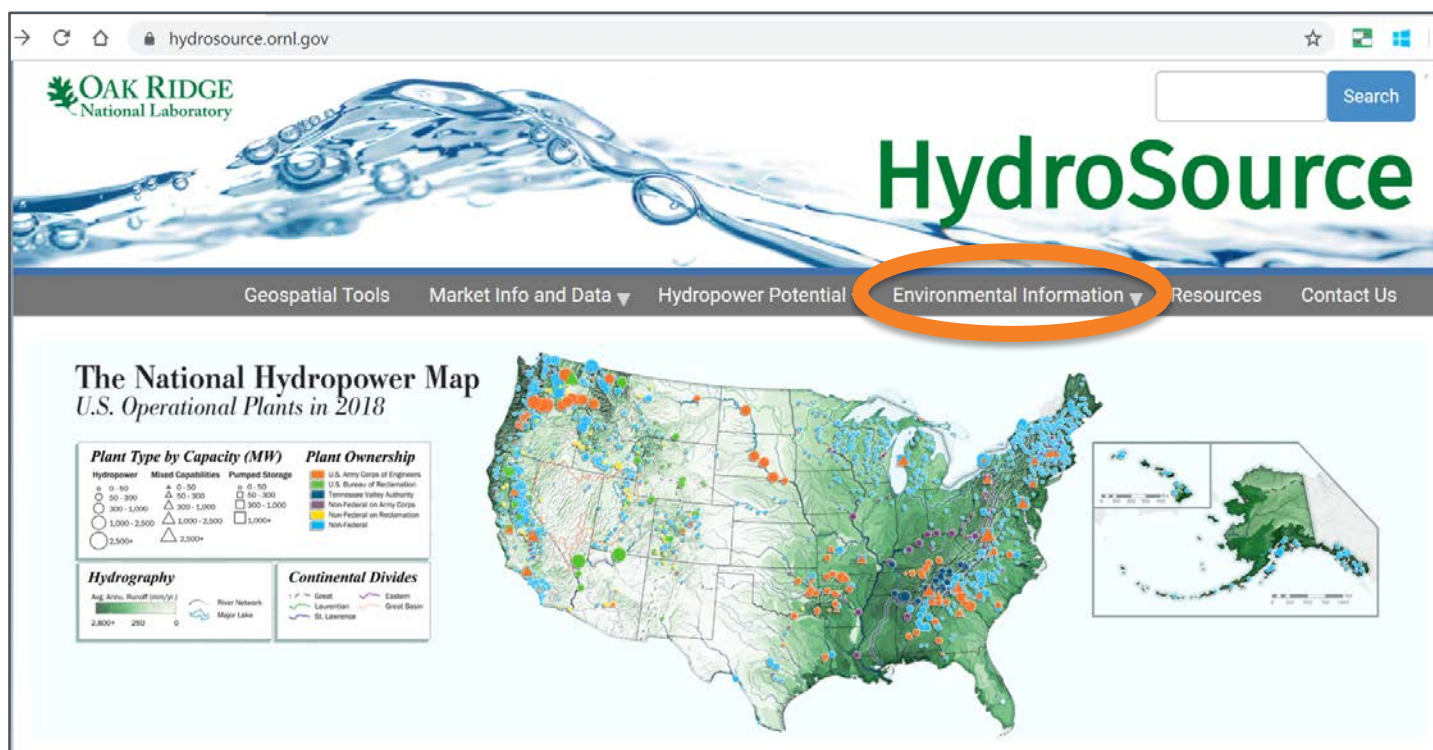 hydrosource.ornl.gov
OAK RIDGE
National Laboratory
Search
HydroSource
Geospatial Tools
Market Info and Data
Hydropower Potential
Environmental Information
Resources
Contact Us
The National Hydropower Map
U.S. Operational Plants in 2018
Plant Type by Capacity (MW)
Hydropower
0 - 50
50 - 300
300 - 1,000
1,000 - 2,500
2,500+
Mixed Capabilities
0 - 50
50 - 300
300 - 1,000
1,000 - 2,500
2,500+
Pumped Storage
0 - 50
50 - 300
300 - 1,000
1,000+
Plant Ownership
U.S. Army Corps of Engineers
U.S. Bureau of Reclamation
Tennessee Valley Authority
Non-Federal on Army Corps
Non-Federal on Reclamation
Non-Federal
Hydrography
Avg. Annu. Runoff (mm/yr.)
2,800+ 250 0
River Network
Major Lake
Continental Divides
Great
Laurentian
St. Lawrence
Eastern
Great Basin